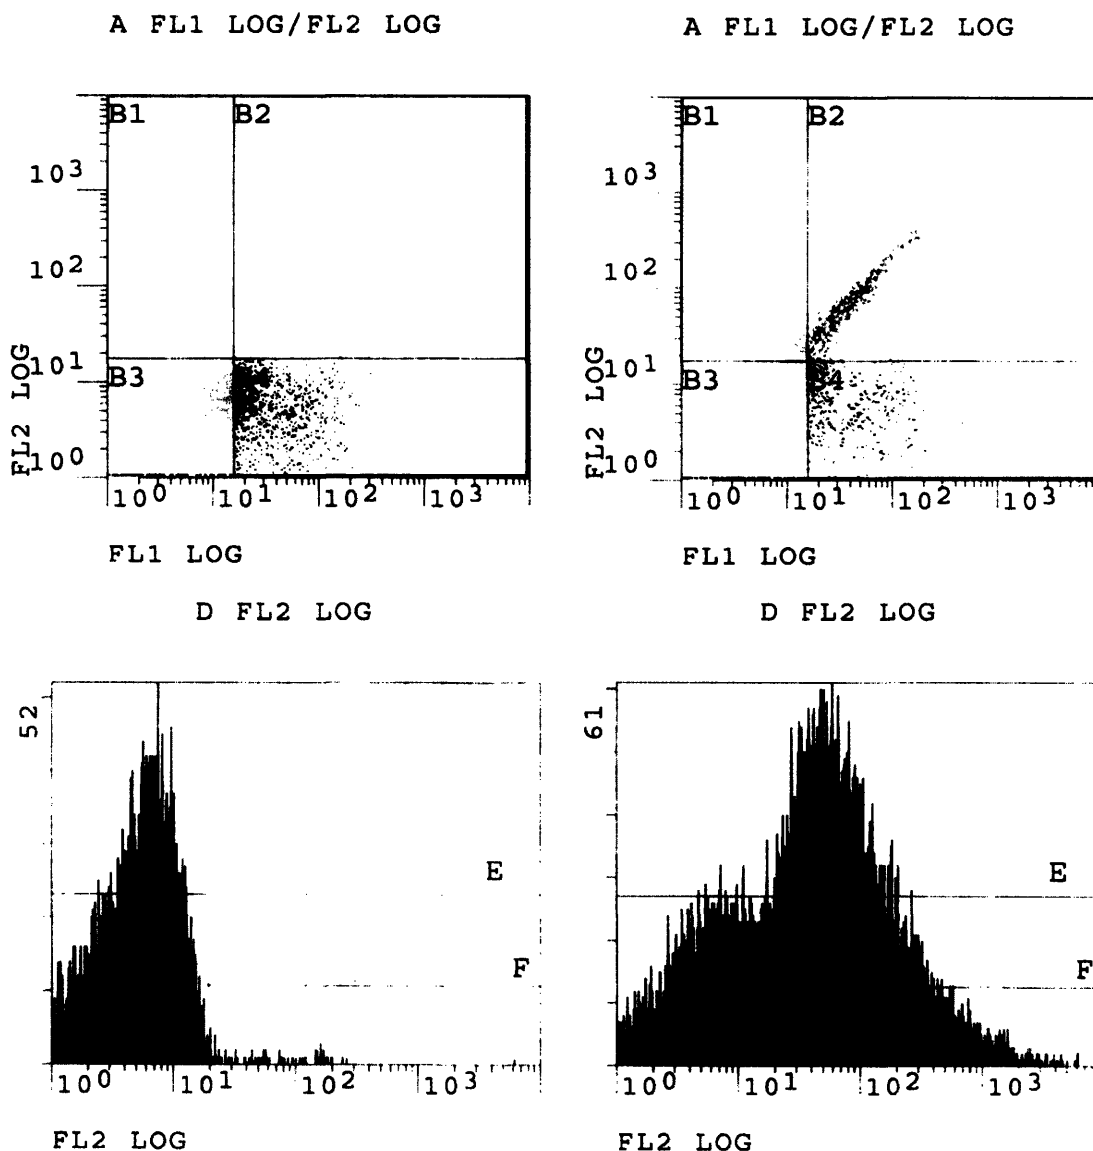 A FL1 LOG/FL2 LOG
B1 B2
10³
10²
10¹
B3
10⁰
FL2 LOG
10⁰ 10¹ 10² 10³
FL1 LOG
A FL1 LOG/FL2 LOG
B1 B2
10³
10²
10¹
B3 B4
10⁰
FL2 LOG
10⁰ 10¹ 10² 10³
FL1 LOG
D FL2 LOG
52
E
F
10⁰ 10¹ 10² 10³
FL2 LOG
D FL2 LOG
61
E
F
10⁰ 10¹ 10² 10³
FL2 LOG